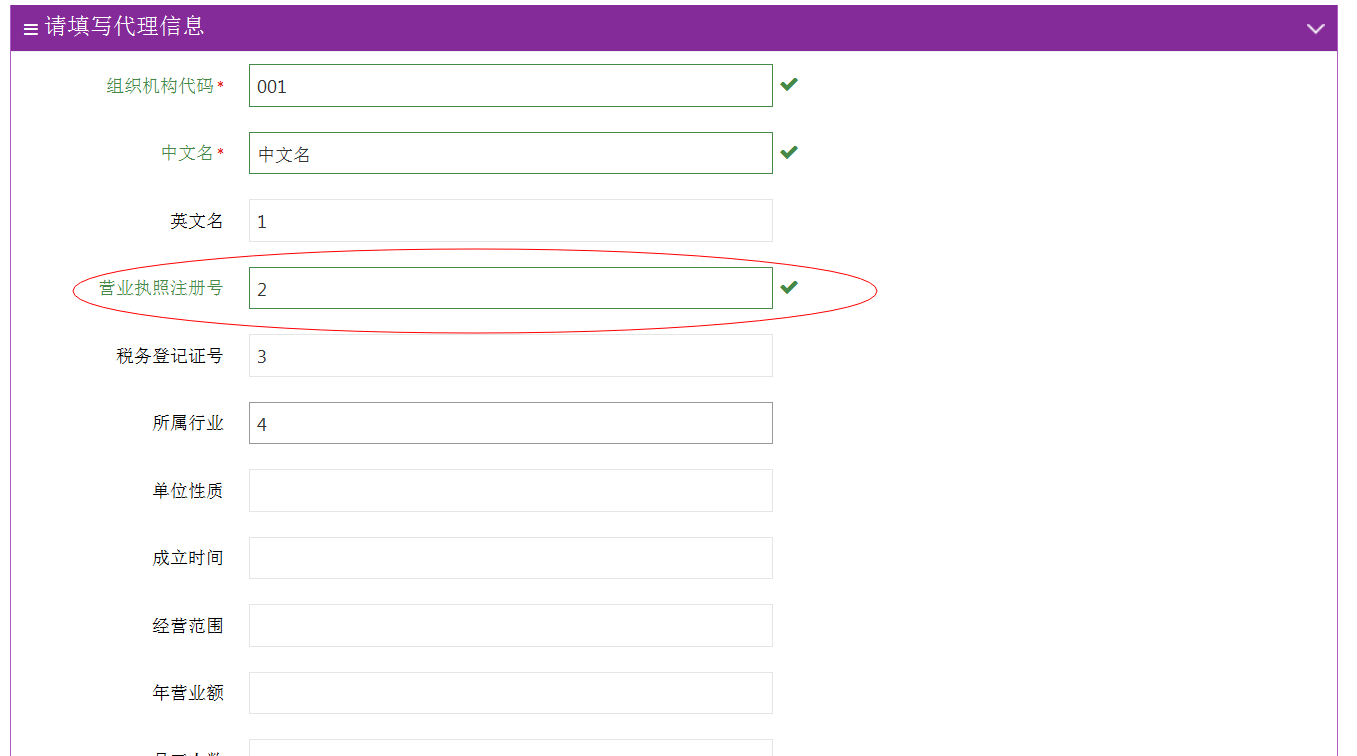 请填写代理信息
组织机构代码* 001
中文名* 中文名
英文名 1
营业执照注册号 2
税务登记证号 3
所属行业 4
单位性质
成立时间
经营范围
年营业额